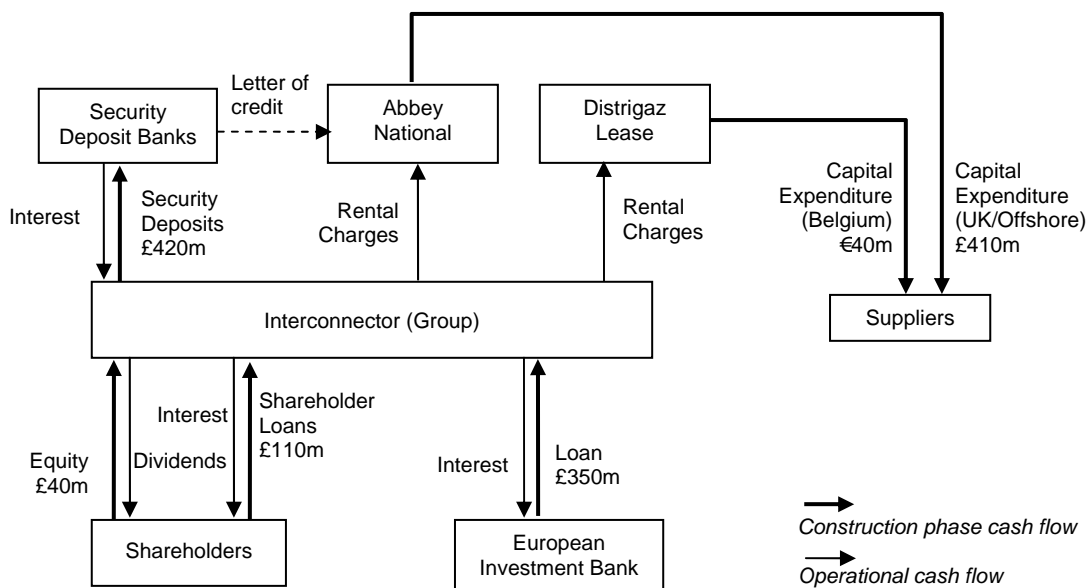 Letter of
credit
Security
Deposit Banks
Abbey
National
Distrigaz
Lease
Interest
Security
Deposits
£420m
Rental
Charges
Rental
Charges
Capital
Expenditure
(Belgium)
€40m
Capital
Expenditure
(UK/Offshore)
£410m
Interconnector (Group)
Suppliers
Equity
£40m
Dividends
Interest
Shareholder
Loans
£110m
Interest
Loan
£350m
Shareholders
European
Investment Bank
Construction phase cash flow
Operational cash flow